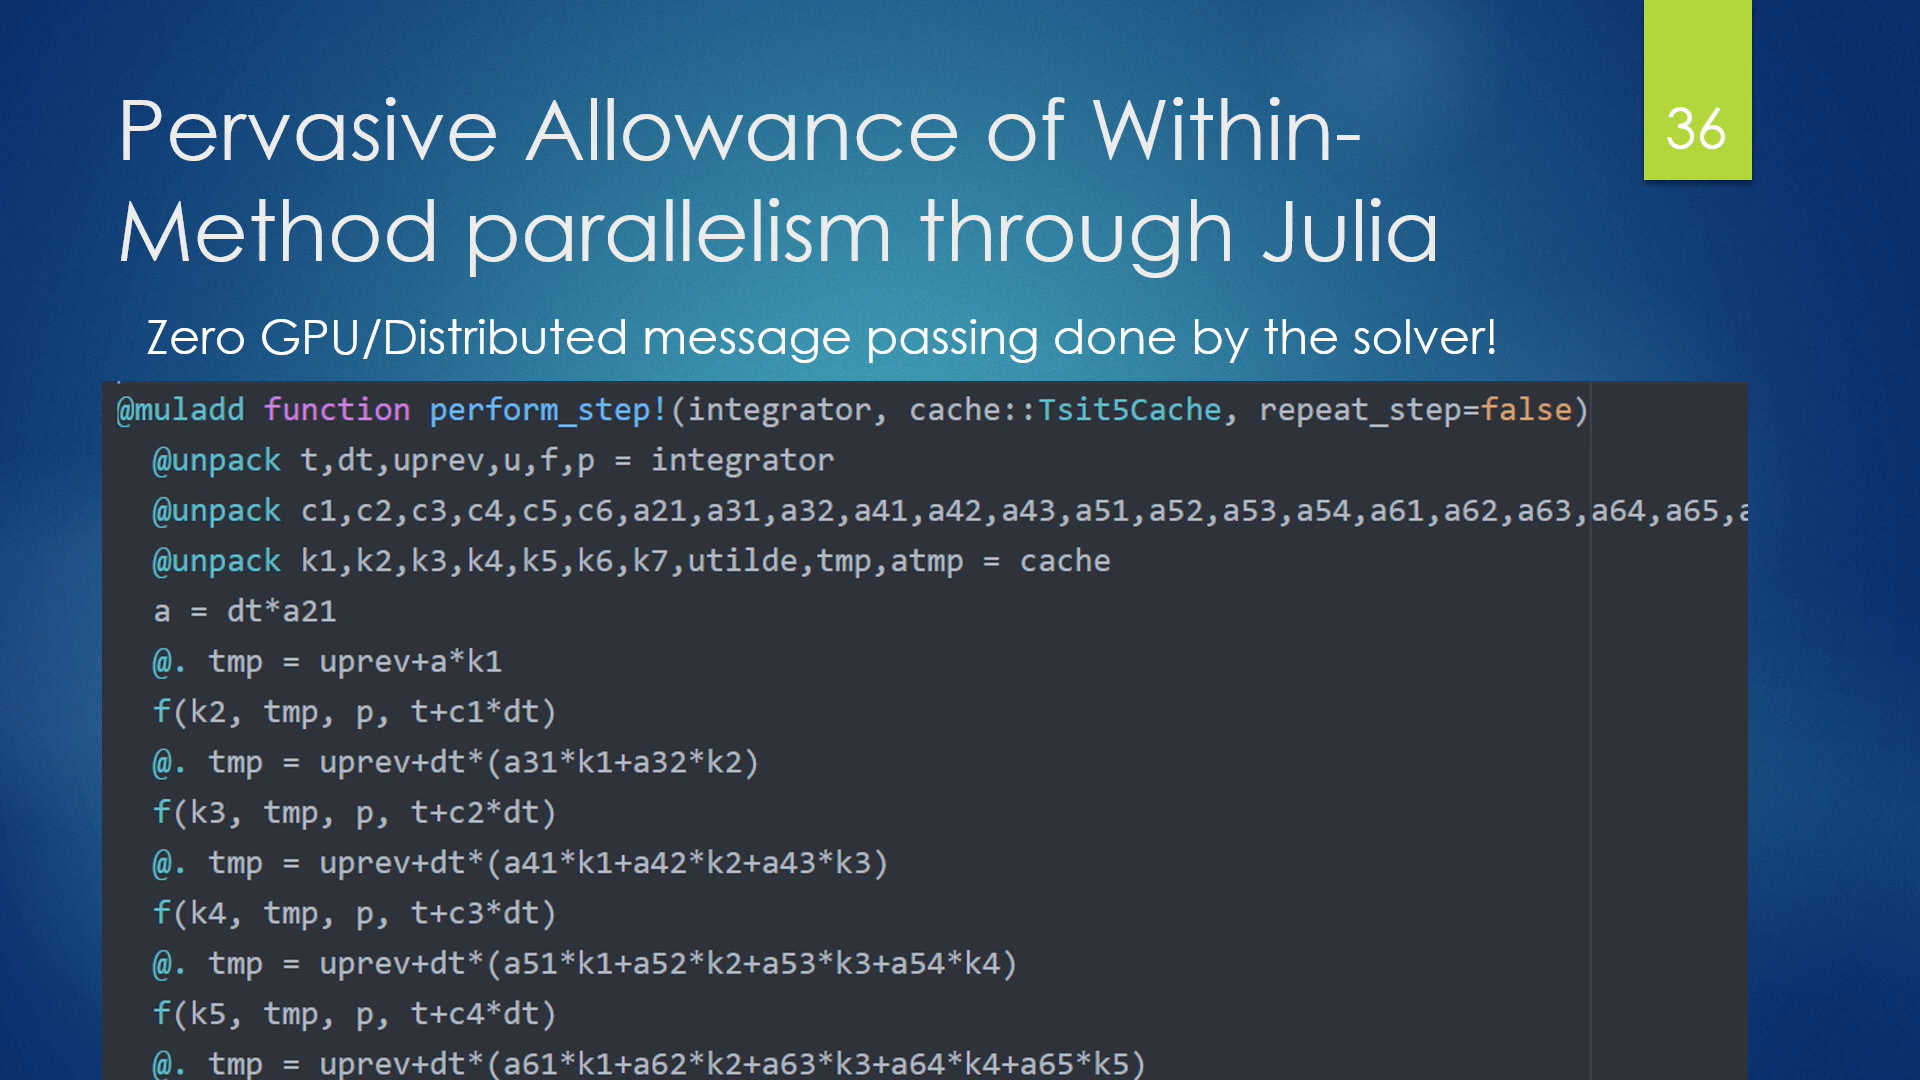 Pervasive Allowance of Within-
Method parallelism through Julia
36
Zero GPU/Distributed message passing done by the solver!
@muladd function perform_step!(integrator, cache::Tsit5Cache, repeat_step=false)
@unpack t,dt,uprev,u,f,p = integrator
@unpack c1,c2,c3,c4,c5,c6,a21,a31,a32,a41,a42,a43,a51,a52,a53,a54,a61,a62,a63,a64,a65,
@unpack k1,k2,k3,k4,k5,k6,k7,utilde,tmp,atmp = cache
a = dt*a21
@. tmp = uprev+a*k1
f(k2, tmp, p, t+c1*dt)
@. tmp = uprev+dt*(a31*k1+a32*k2)
f(k3, tmp, p, t+c2*dt)
@. tmp = uprev+dt*(a41*k1+a42*k2+a43*k3)
f(k4, tmp, p, t+c3*dt)
@. tmp = uprev+dt*(a51*k1+a52*k2+a53*k3+a54*k4)
f(k5, tmp, p, t+c4*dt)
@. tmp = uprev+dt*(a61*k1+a62*k2+a63*k3+a64*k4+a65*k5)